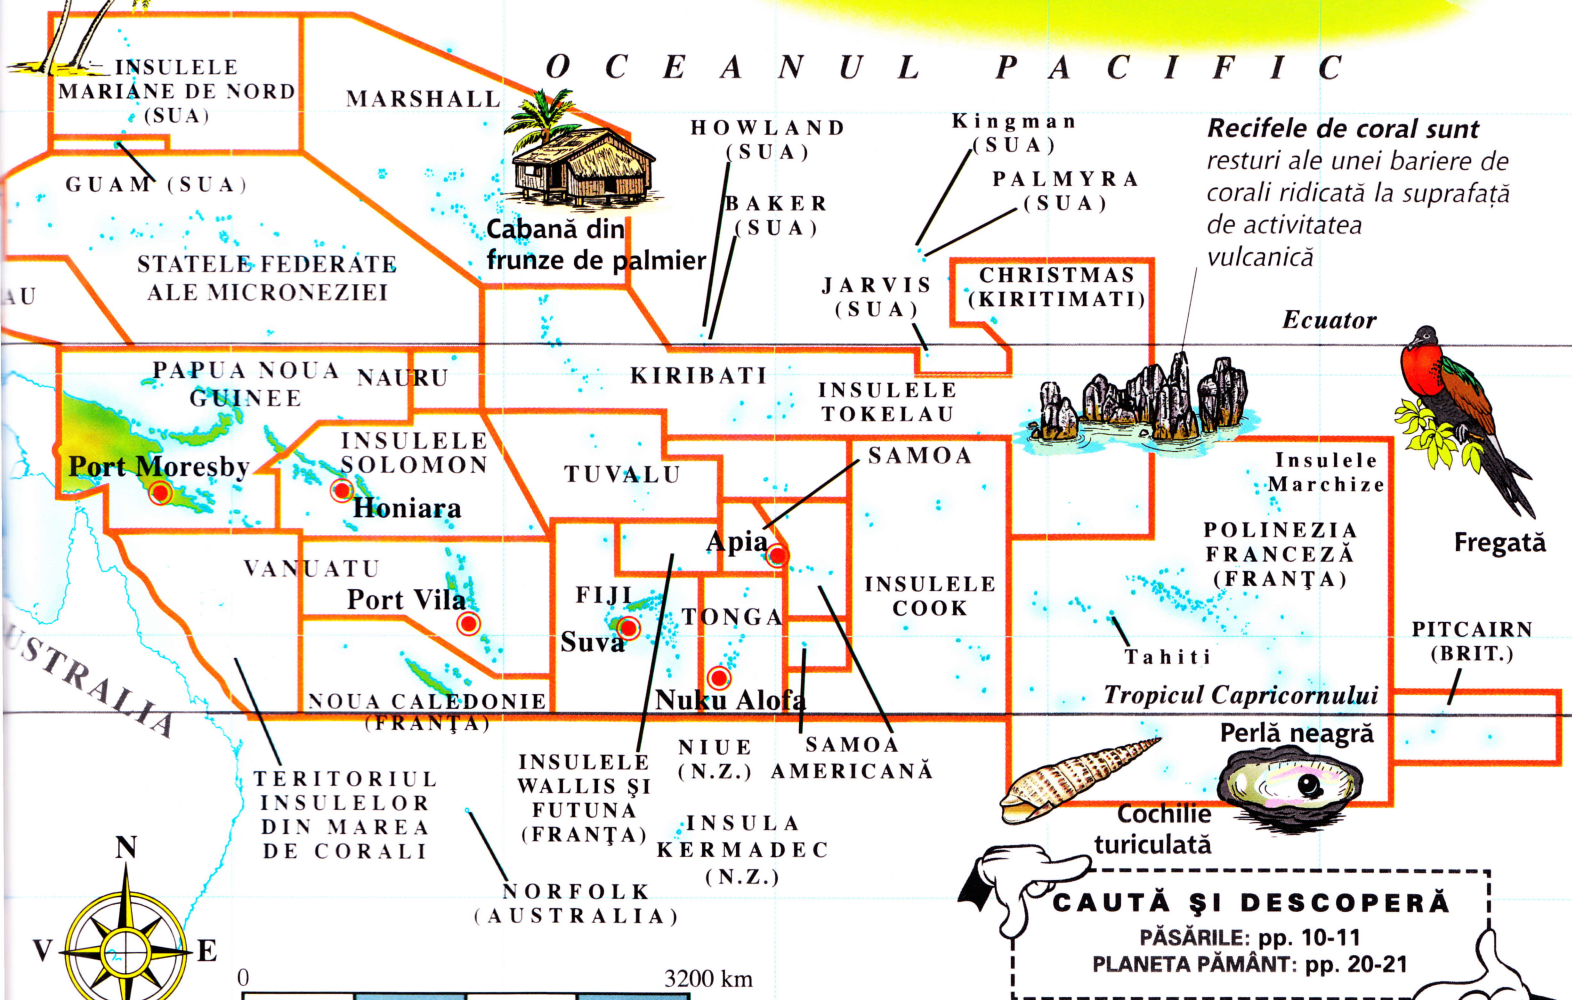 OCEANUL PACIFIC
INSULELE
MARIANE DE NORD
(SUA)
MARSHALL
GUAM (SUA)
HOWLAND
(SUA)
BAKER
(SUA)
Kingman
(SUA)
PALMYRA
(SUA)
Recifele de coral sunt
resturi ale unei bariere de
corali ridicată la suprafață
de activitatea
vulcanică
Cabană din
frunze de palmier
STATELE FEDERATE
ALE MICRONEZIEI
AU
JARVIS
(SUA)
CHRISTMAS
(KIRITIMATI)
Ecuator
PAPUA NOUA
GUINEE
NAURU
KIRIBATI
INSULELE
TOKELAU
INSULELE
SOLOMON
Port Moresby
Honiara
TUVALU
SAMOA
Insulele
Marchize
Apia
POLINEZIA
FRANCEZĂ
(FRANŢA)
Fregată
VANUATU
Port Vila
FIJI
Suva
TONGA
INSULELE
COOK
Tahiti
PITCAIRN
(BRIT.)
USTRALIA
NOUA CALEDONIE
(FRANŢA)
Nuku Alofa
Tropicul Capricornului
Perlă neagră
TERITORIUL
INSULELOR
DIN MAREA
DE CORALI
INSULELE
WALLIS ŞI
FUTUNA
(FRANŢA)
NIUE
(N.Z.)
SAMOA
AMERICANĂ
INSULA
KERMADEC
(N.Z.)
NORFOLK
(AUSTRALIA)
Cochilie
turiculată
N
V
E
0
3200 km
CAUTĂ ŞI DESCOPERĂ
PĂSĂRILE: pp. 10-11
PLANETA PĂMÂNT: pp. 20-21